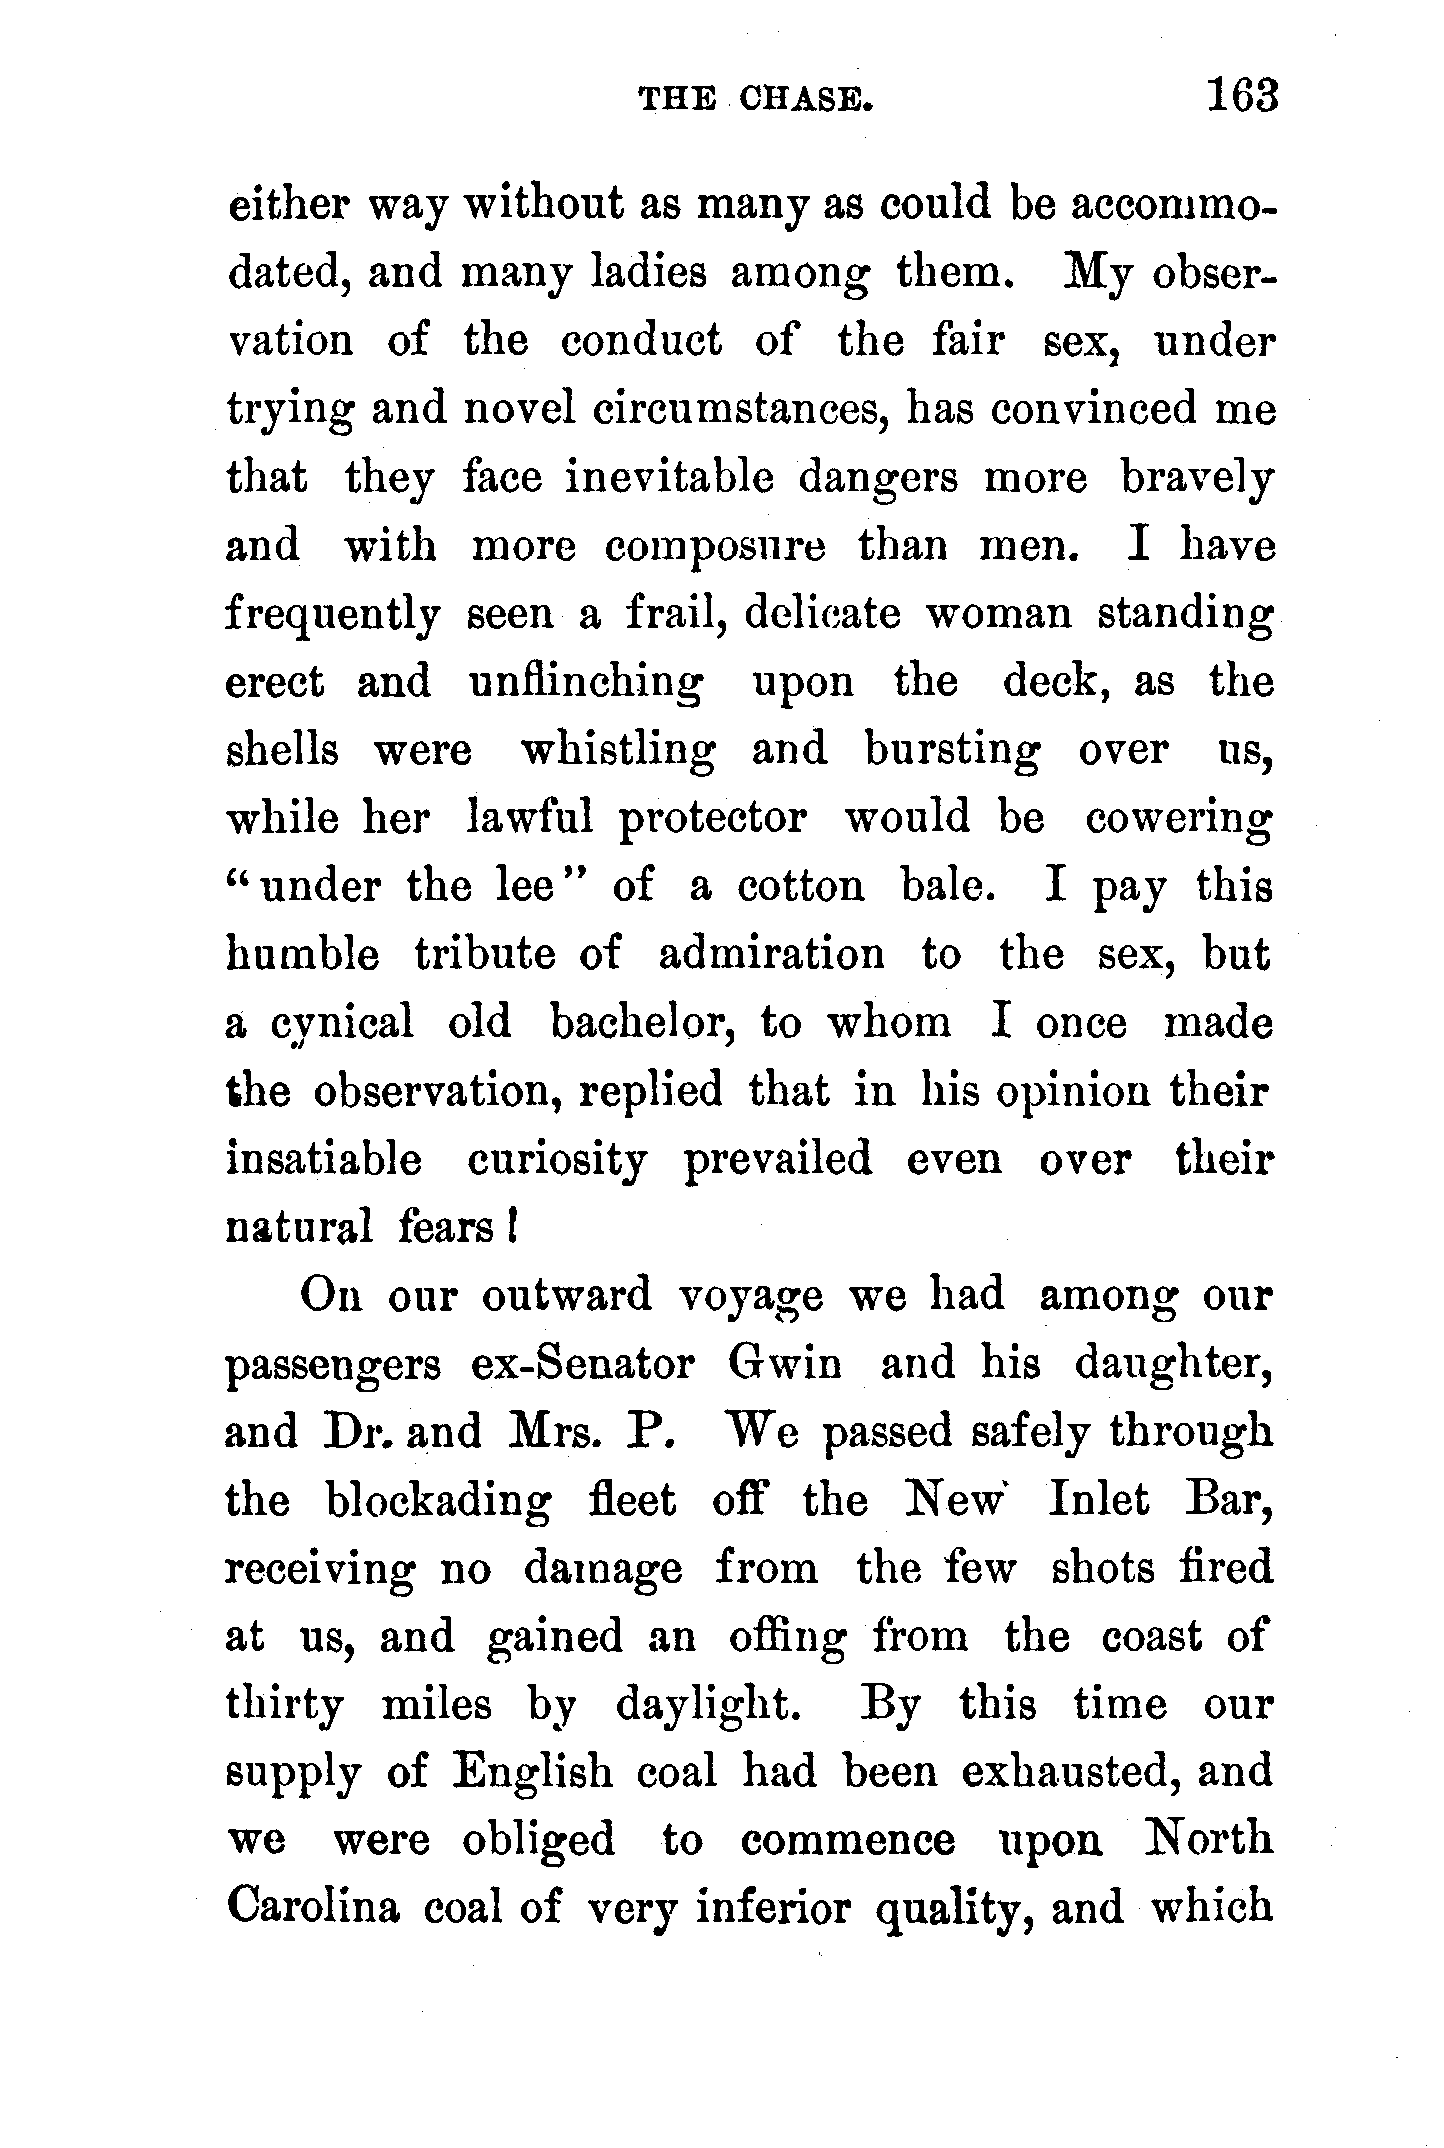 THE CHASE. 163
either way without as many as could be accommo-
dated, and many ladies among them. My obser-
vation of the conduct of the fair sex, under
trying and novel circumstances, has convinced me
that they face inevitable dangers more bravely
and with more composure than men. I have
frequently seen a frail, delicate woman standing
erect and unflinching upon the deck, as the
shells were whistling and bursting over us,
while her lawful protector would be cowering
“under the lee” of a cotton bale. I pay this
humble tribute of admiration to the sex, but
a cynical old bachelor, to whom I once made
the observation, replied that in his opinion their
insatiable curiosity prevailed even over their
natural fears!
On our outward voyage we had among our
passengers ex-Senator Gwin and his daughter,
and Dr. and Mrs. P. We passed safely through
the blockading fleet off the New Inlet Bar,
receiving no damage from the few shots fired
at us, and gained an offing from the coast of
thirty miles by daylight. By this time our
supply of English coal had been exhausted, and
we were obliged to commence upon North
Carolina coal of very inferior quality, and which